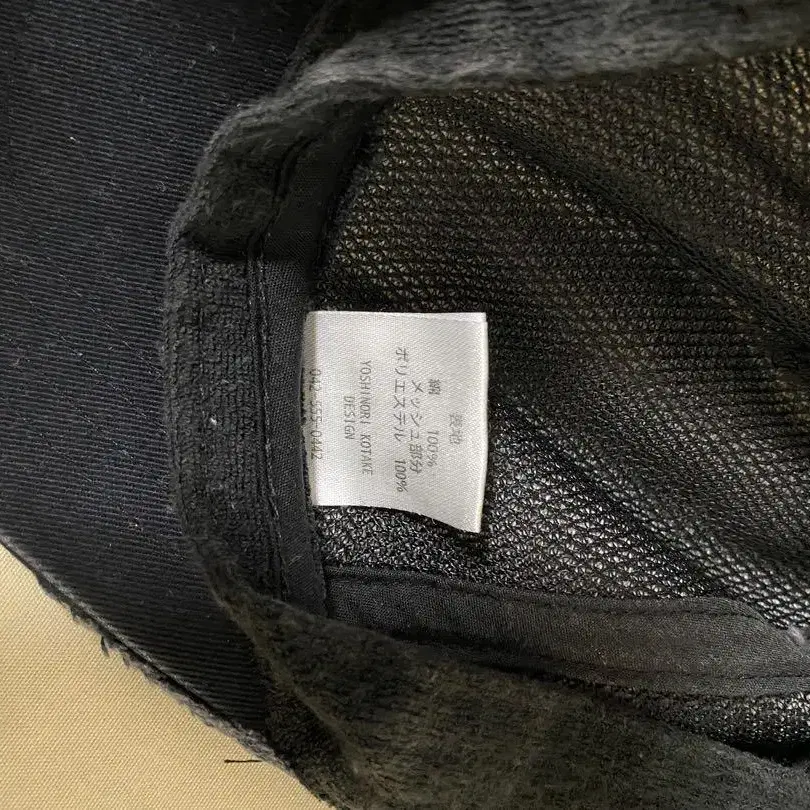 表地
綿 100%
メッシュ部分
ポリエステル 100%
YOSHINORI KOTAKE
DESIGN
042-555-0442